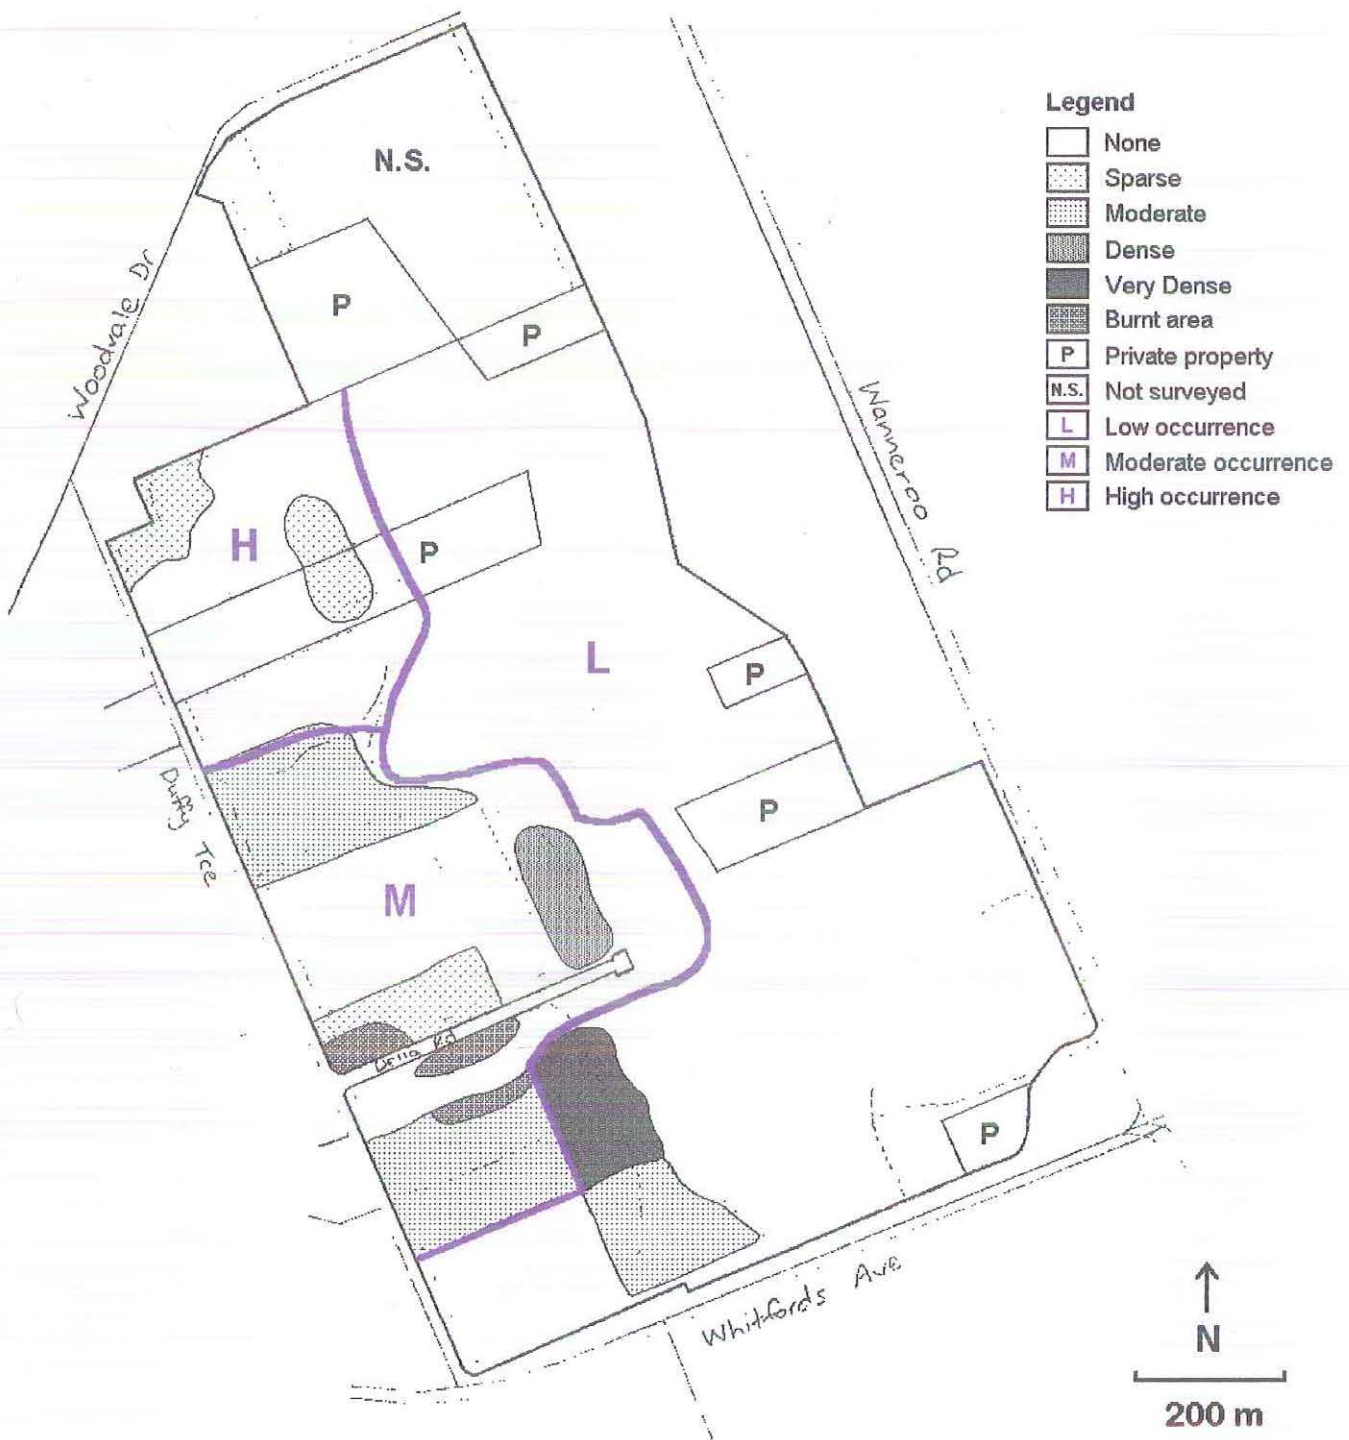 Legend
None
Sparse
Moderate
Dense
Very Dense
Burnt area
P Private property
N.S. Not surveyed
L Low occurrence
M Moderate occurrence
H High occurrence
N.S.
Woodvale Dr
P
P
Wanneroo Rd
H
P
L
P
Duffy Tce
P
M
Rd
P
Whitfords Ave
N
200 m